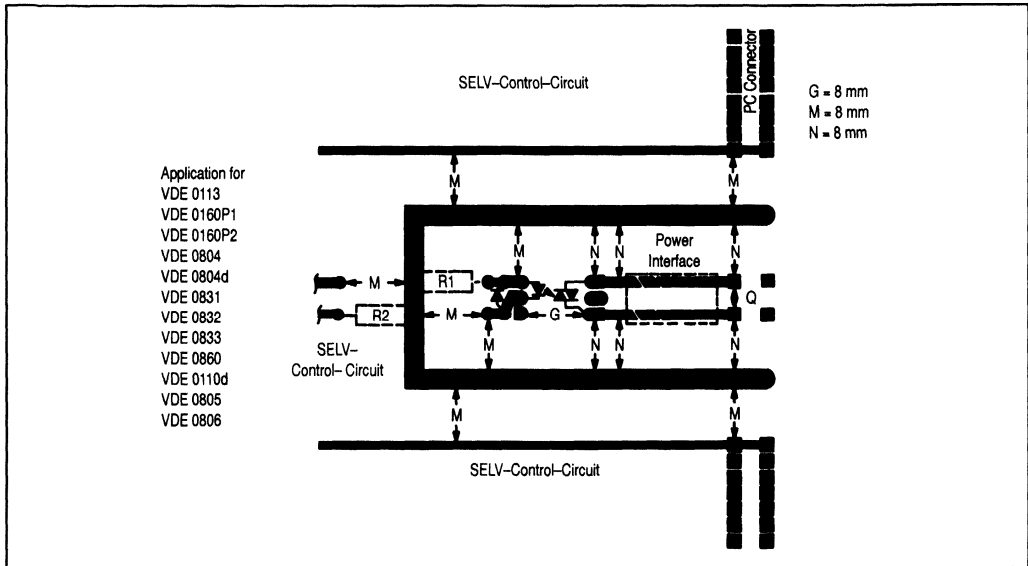 SELV–Control–Circuit
PC Connector
G = 8 mm
M = 8 mm
N = 8 mm
Application for
VDE 0113
VDE 0160P1
VDE 0160P2
VDE 0804
VDE 0804d
VDE 0831
VDE 0832
VDE 0833
VDE 0860
VDE 0110d
VDE 0805
VDE 0806
M
M
M
N
N
Power
Interface
N
M
R1
Q
R2
M
G
SELV–
Control– Circuit
M
N
N
N
M
M
SELV–Control–Circuit